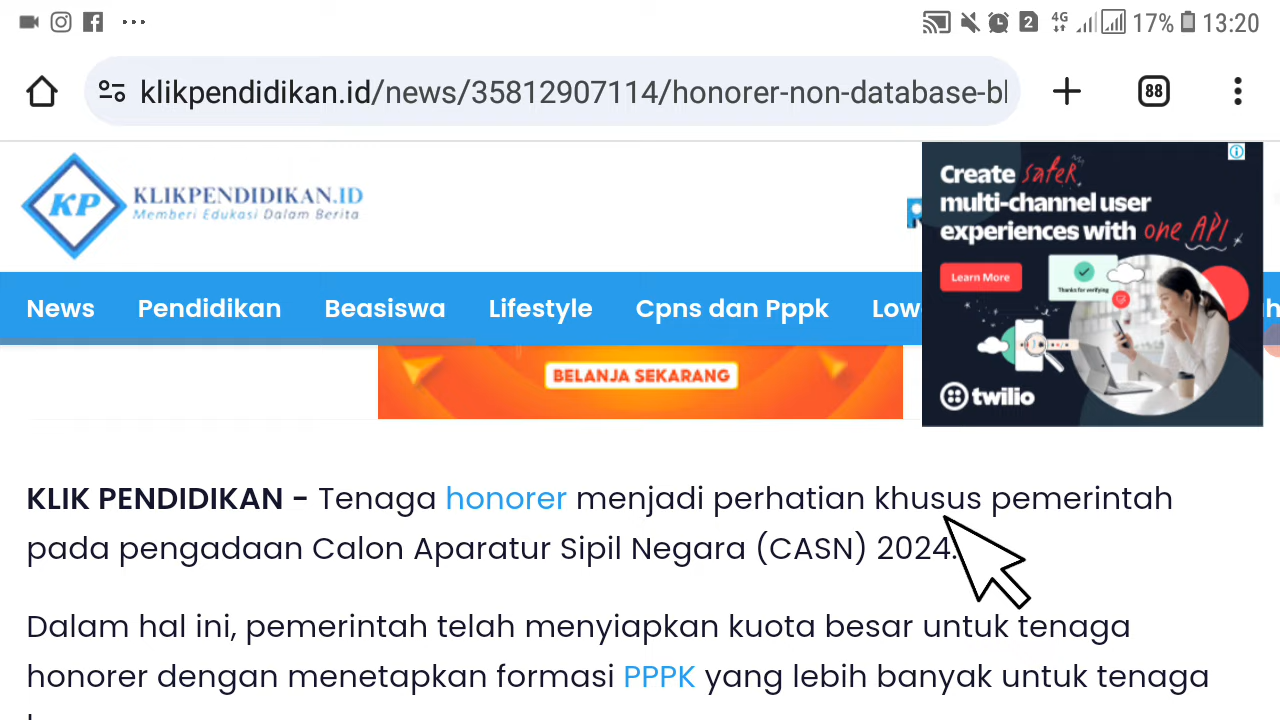 2 4G 17% 13:20
klikpendidikan.id/news/35812907114/honorer-non-database-bl
88
KP KLIKPENDIDIKAN.ID
Memberi Edukasi Dalam Berita
Create safer
multi-channel user
experiences with one API
Learn More
Thanks for verifying
twilio
News Pendidikan Beasiswa Lifestyle Cpns dan Pppk
BELANJA SEKARANG
KLIK PENDIDIKAN - Tenaga honorer menjadi perhatian khusus pemerintah
pada pengadaan Calon Aparatur Sipil Negara (CASN) 2024.
Dalam hal ini, pemerintah telah menyiapkan kuota besar untuk tenaga
honorer dengan menetapkan formasi PPPK yang lebih banyak untuk tenaga